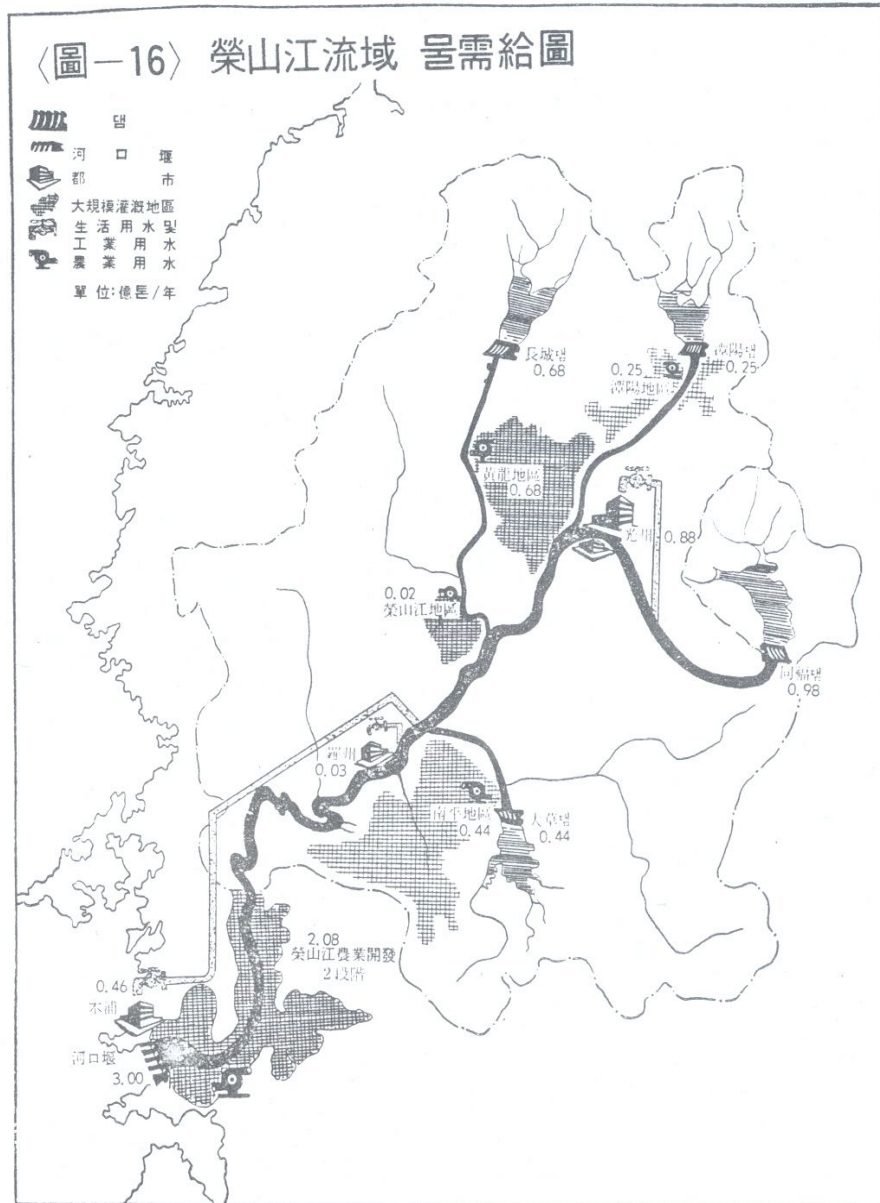 〈圖－16〉 榮山江流域 물需給圖
댐
河口堰
都市
大規模灌漑地區
生活用水 및
工業用水
農業用水
單位:億톤/年
長城댐
0.68
潭陽댐
0.25
0.25
潭陽地區
黃龍地區
0.68
光州 0.88
0.02
榮山江地區
同福댐
0.98
羅州
0.03
南平地區
0.44
大草댐
0.44
2.08
榮山江農業開發
2段階
0.46
木浦
河口堰
3.00